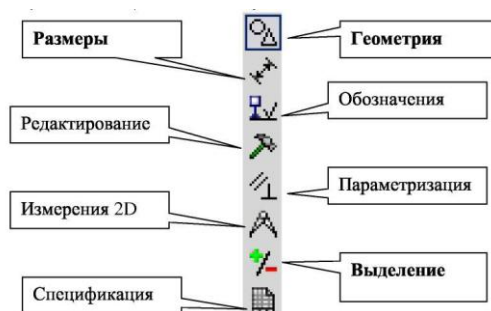 Размеры
Геометрия
Обозначения
Редактирование
Параметризация
Измерения 2D
Выделение
Спецификация